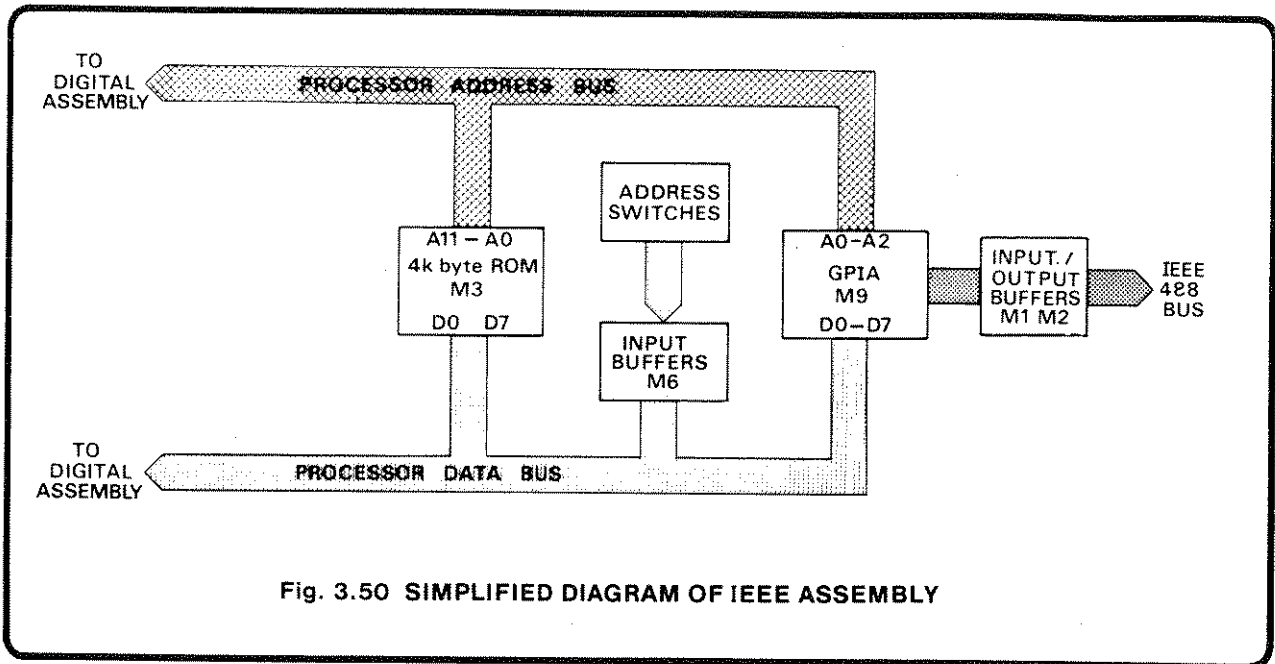 TO
DIGITAL
ASSEMBLY
PROCESSOR ADDRESS BUS
ADDRESS
SWITCHES
A11 – A0
4k byte ROM
M3
D0 D7
INPUT
BUFFERS
M6
A0–A2
GPIA
M9
D0–D7
INPUT. /
OUTPUT
BUFFERS
M1 M2
IEEE
488
BUS
TO
DIGITAL
ASSEMBLY
PROCESSOR DATA BUS
Fig. 3.50 SIMPLIFIED DIAGRAM OF IEEE ASSEMBLY